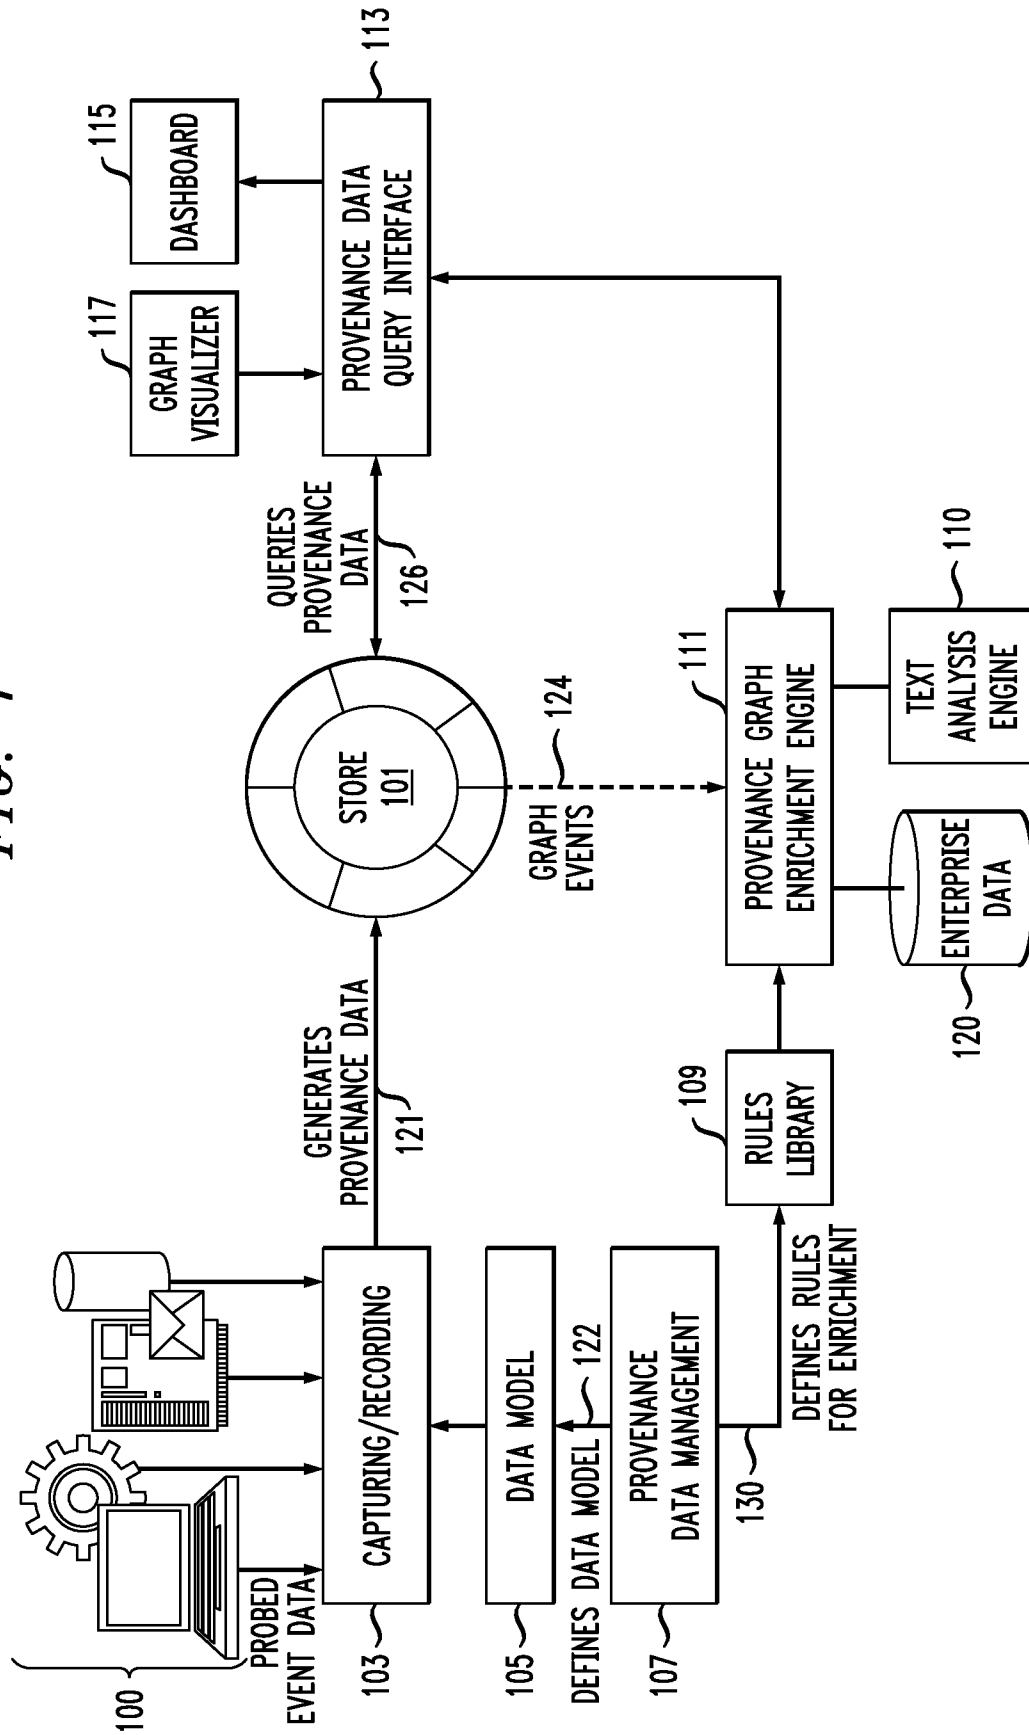 FIG. 1
100
PROBED
EVENT DATA
103
CAPTURING/RECORDING
105
DATA MODEL
DEFINES DATA MODEL
122
107
PROVENANCE
DATA MANAGEMENT
130
DEFINES RULES
FOR ENRICHMENT
GENERATES
PROVENANCE DATA
121
109
RULES
LIBRARY
STORE
101
GRAPH
EVENTS
124
QUERIES
PROVENANCE
DATA
126
111
PROVENANCE GRAPH
ENRICHMENT ENGINE
120
ENTERPRISE
DATA
110
TEXT
ANALYSIS
ENGINE
117
GRAPH
VISUALIZER
115
DASHBOARD
113
PROVENANCE DATA
QUERY INTERFACE